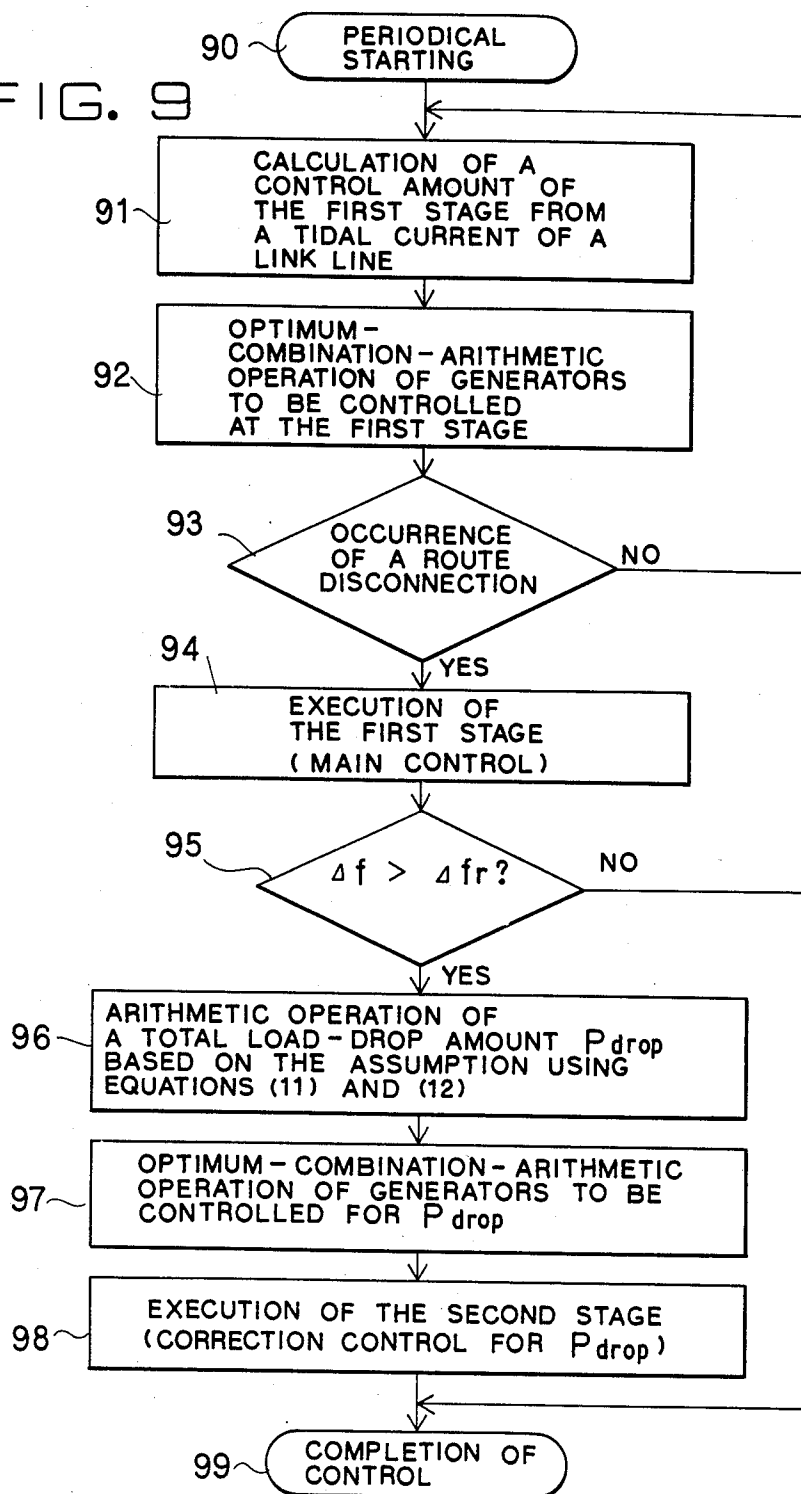 90
PERIODICAL
STARTING
FIG. 9
91
CALCULATION OF A
CONTROL AMOUNT OF
THE FIRST STAGE FROM
A TIDAL CURRENT OF A
LINK LINE
92
OPTIMUM-
COMBINATION-ARITHMETIC
OPERATION OF GENERATORS
TO BE CONTROLLED
AT THE FIRST STAGE
93
OCCURRENCE
OF A ROUTE
DISCONNECTION
NO
YES
94
EXECUTION OF
THE FIRST STAGE
(MAIN CONTROL)
95
Δf > Δfr?
NO
YES
96
ARITHMETIC OPERATION OF
A TOTAL LOAD-DROP AMOUNT Pdrop
BASED ON THE ASSUMPTION USING
EQUATIONS (11) AND (12)
97
OPTIMUM-COMBINATION-ARITHMETIC
OPERATION OF GENERATORS TO BE
CONTROLLED FOR Pdrop
98
EXECUTION OF THE SECOND STAGE
(CORRECTION CONTROL FOR Pdrop)
99
COMPLETION OF
CONTROL